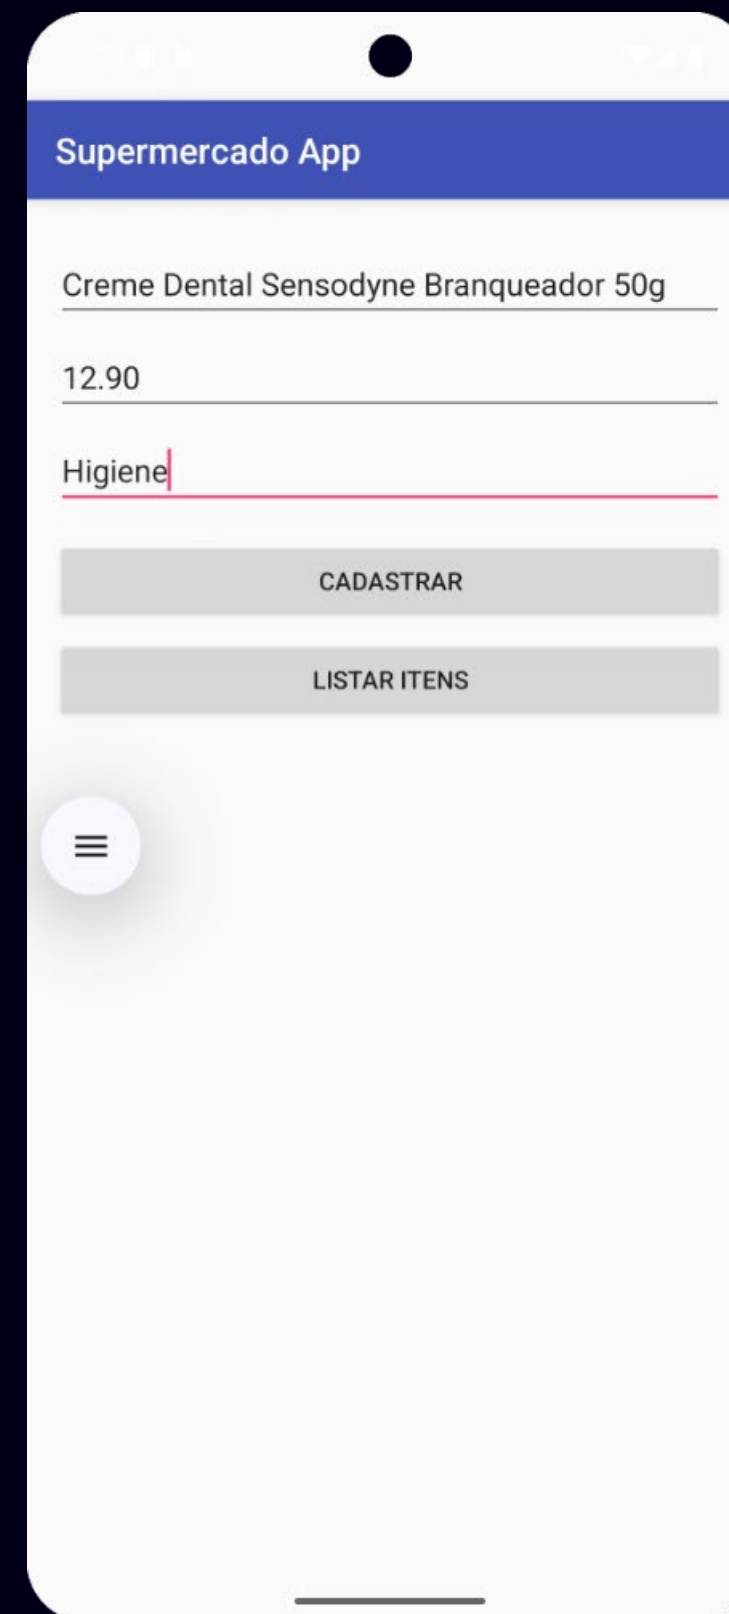 Supermercado App
Creme Dental Sensodyne Branqueador 50g
12.90
Higiene
CADASTRAR
LISTAR ITENS